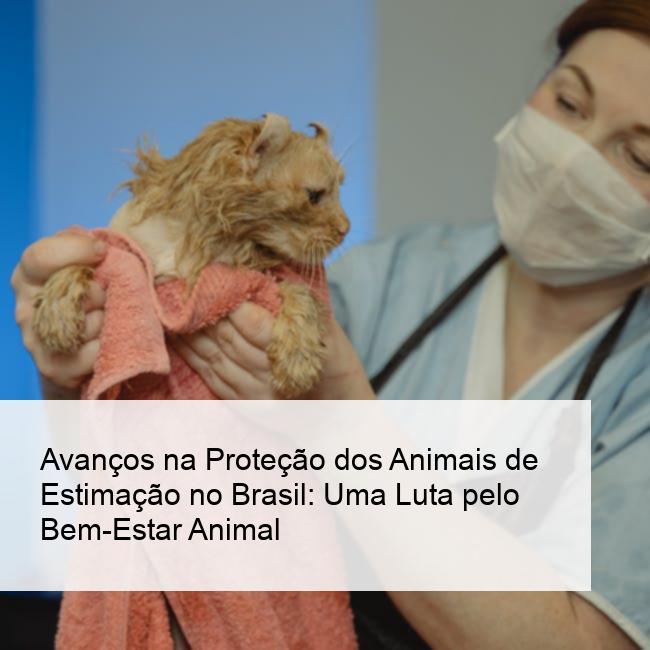 Avanços na Proteção dos Animais de
Estimação no Brasil: Uma Luta pelo
Bem-Estar Animal